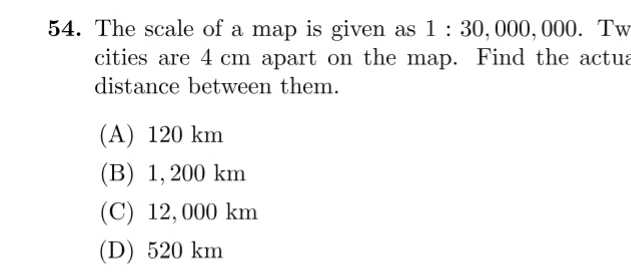 54. The scale of a map is given as 1 : 30, 000, 000. Tw
cities are 4 cm apart on the map. Find the actua
distance between them.
(A) 120 km
(B) 1, 200 km
(C) 12, 000 km
(D) 520 km